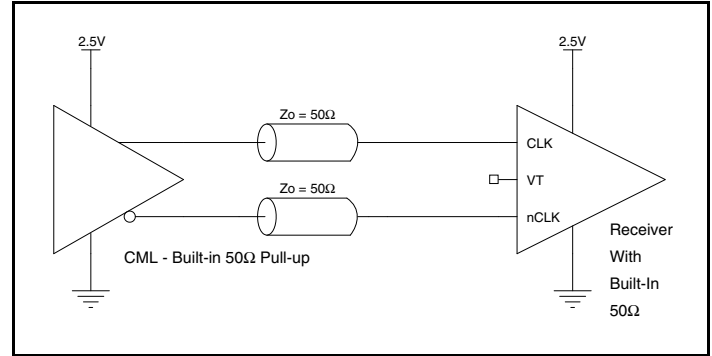 2.5V
2.5V
Zo = 50Ω
CLK
VT
Zo = 50Ω
nCLK
CML - Built-in 50Ω Pull-up
Receiver
With
Built-In
50Ω